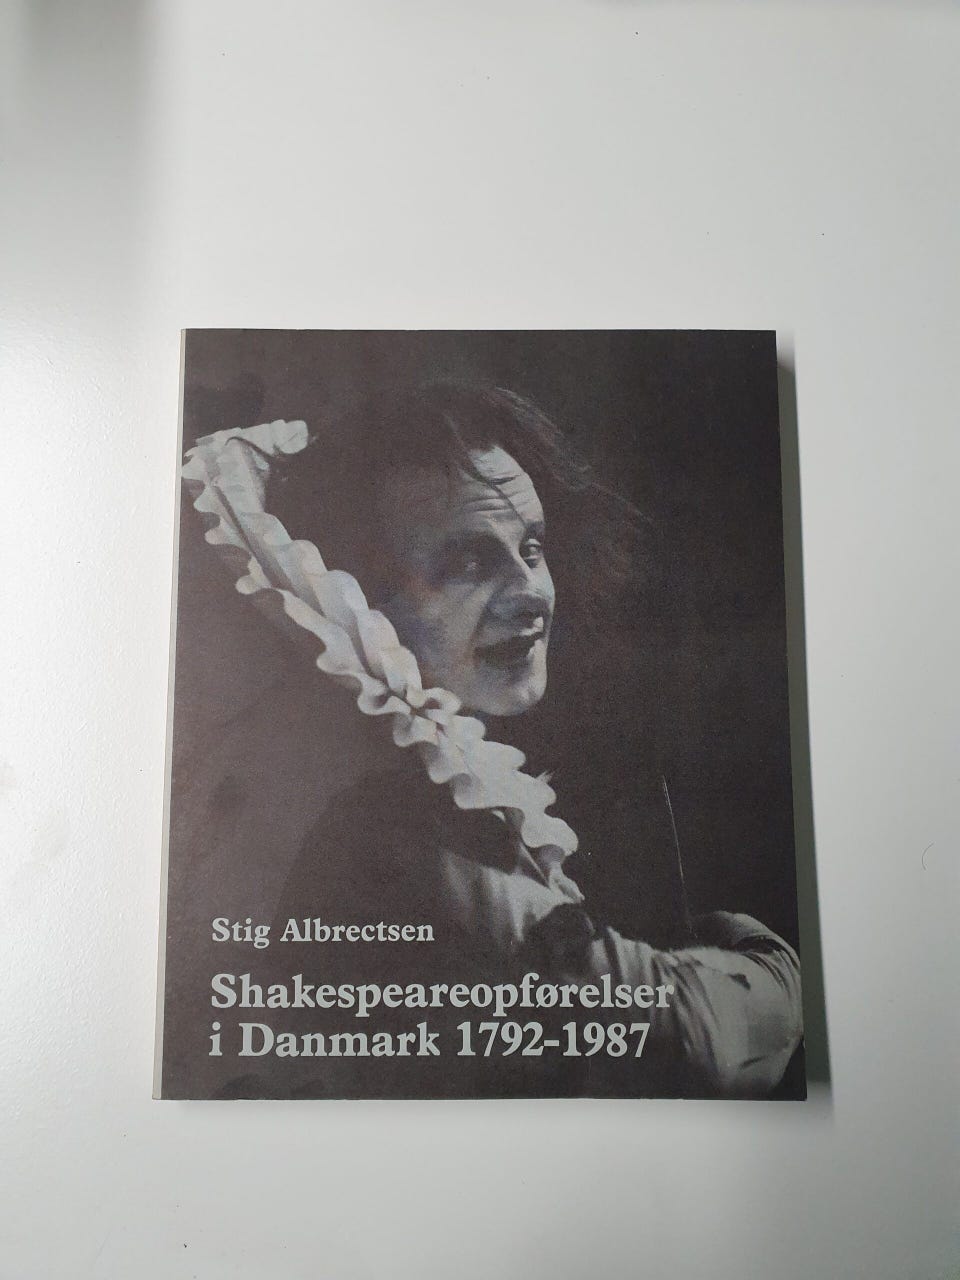 Stig Albrectsen
Shakespeareopførelser
i Danmark 1792-1987